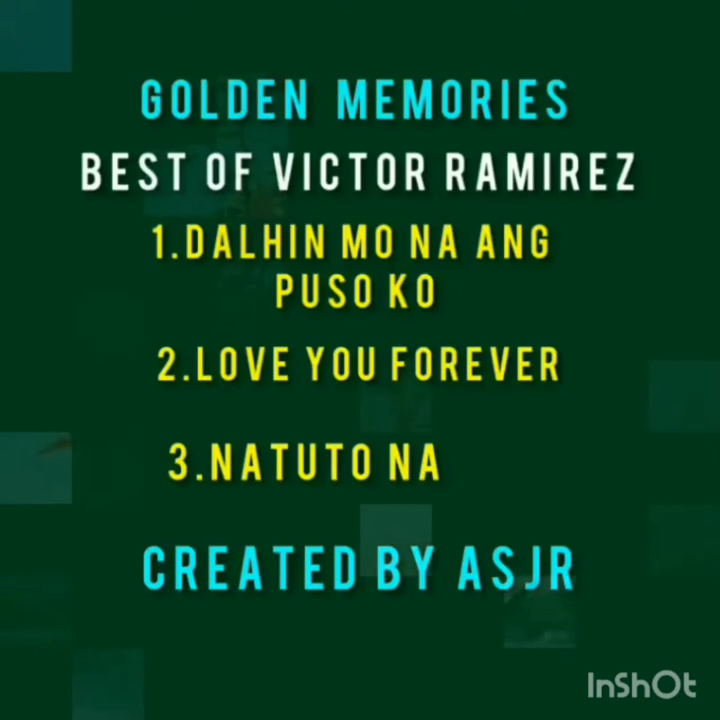 GOLDEN MEMORIES
BEST OF VICTOR RAMIREZ
1.DALHIN MO NA ANG
PUSO KO
2.LOVE YOU FOREVER
3.NATUTO NA
CREATED BY ASJR
InShOt